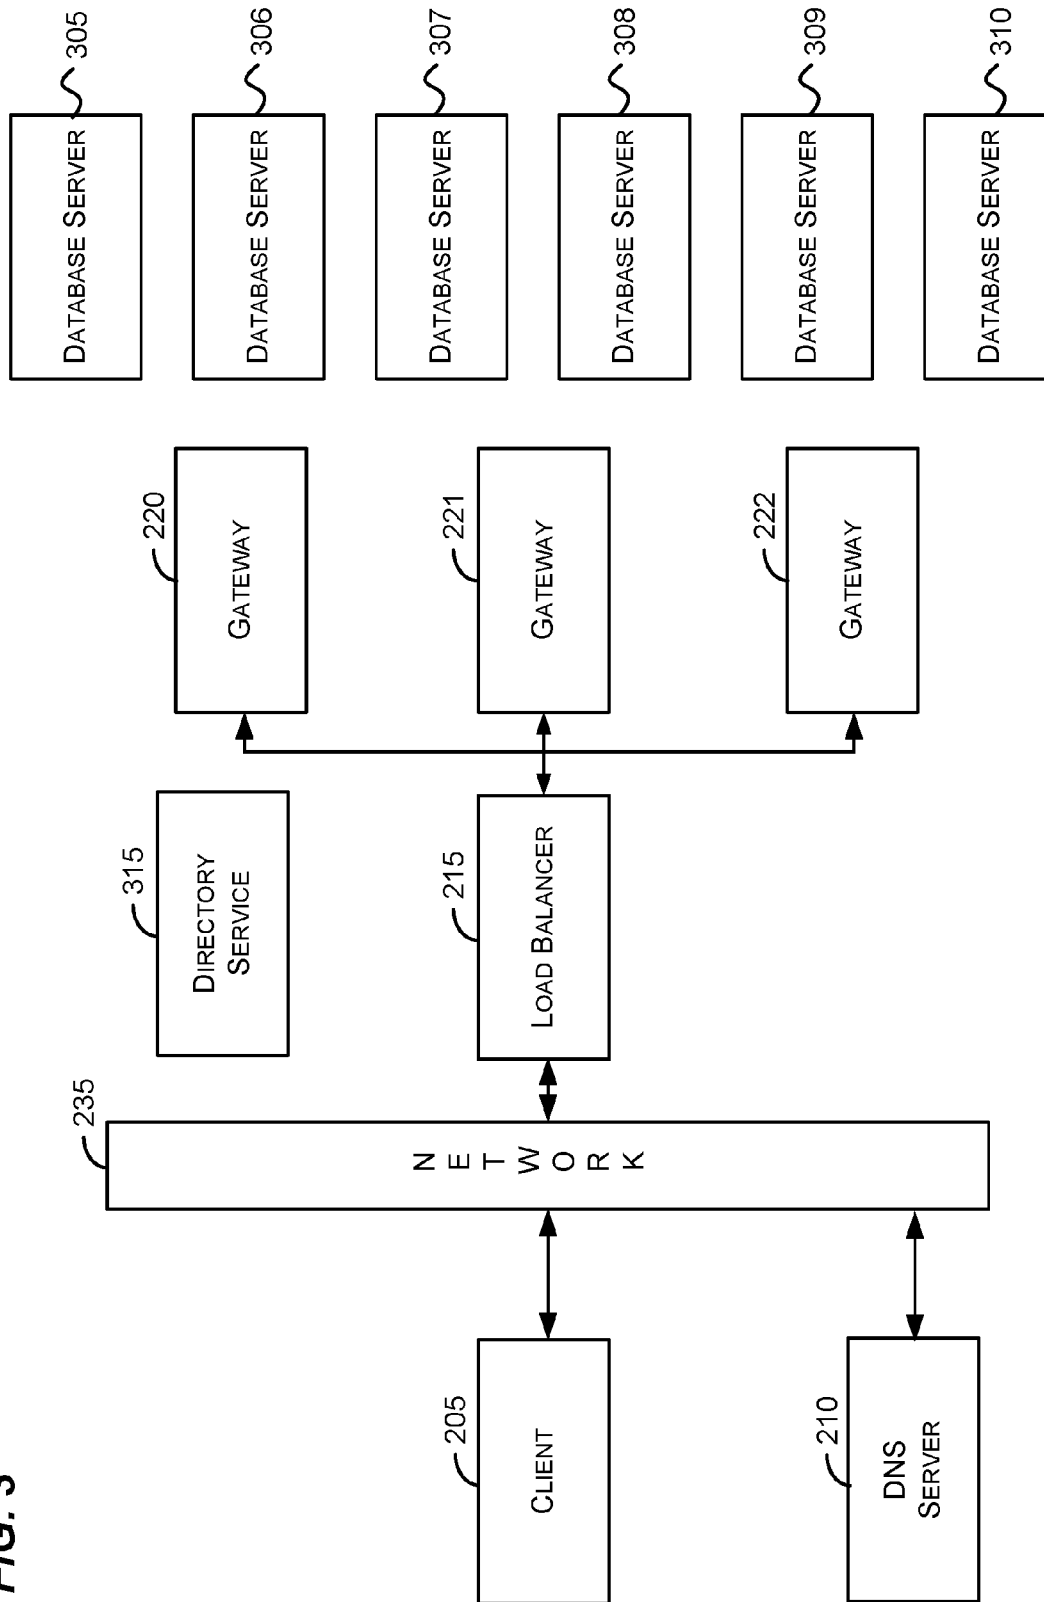 FIG. 3
205
CLIENT
210
DNS
SERVER
235
N
E
T
W
O
R
K
315
DIRECTORY
SERVICE
215
LOAD BALANCER
220
GATEWAY
221
GATEWAY
222
GATEWAY
DATABASE SERVER
305
DATABASE SERVER
306
DATABASE SERVER
307
DATABASE SERVER
308
DATABASE SERVER
309
DATABASE SERVER
310